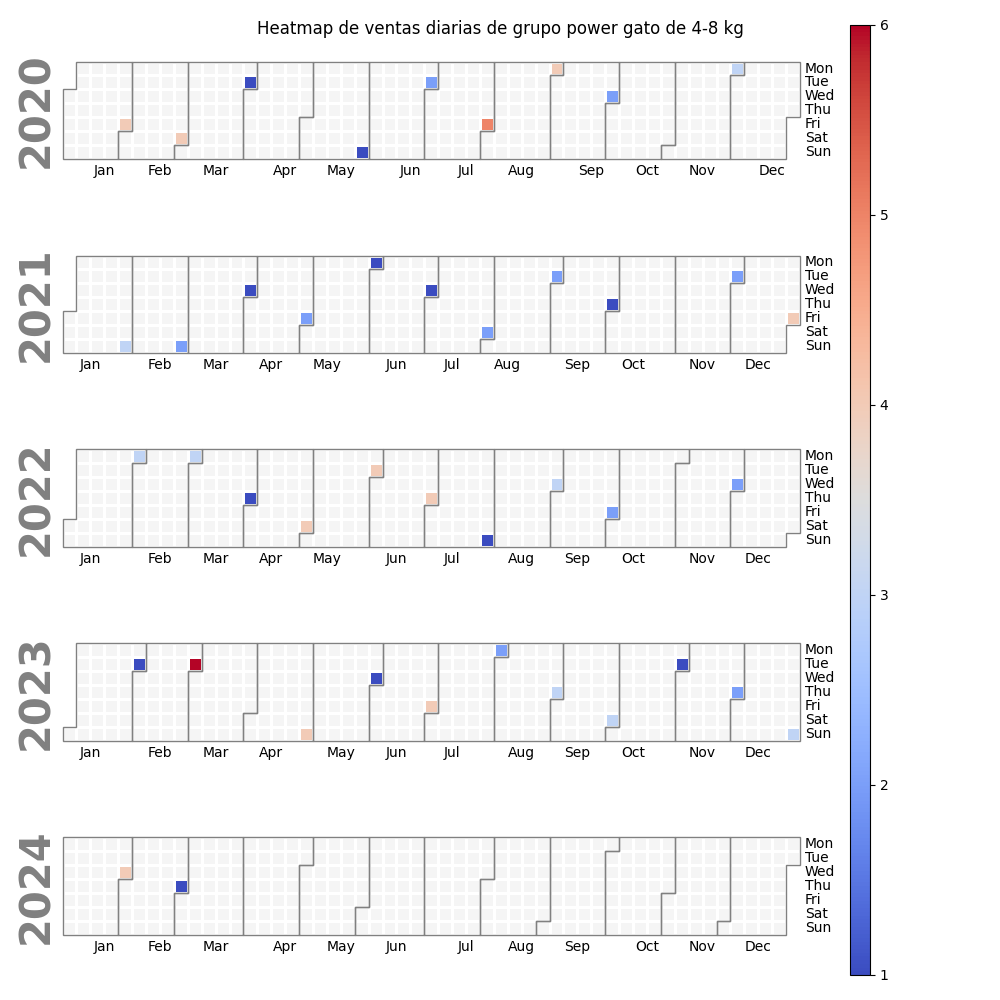 Heatmap de ventas diarias de grupo power gato de 4-8 kg
2020
Mon
Tue
Wed
Thu
Fri
Sat
Sun
Jan Feb Mar Apr May Jun Jul Aug Sep Oct Nov Dec
2021
Mon
Tue
Wed
Thu
Fri
Sat
Sun
Jan Feb Mar Apr May Jun Jul Aug Sep Oct Nov Dec
2022
Mon
Tue
Wed
Thu
Fri
Sat
Sun
Jan Feb Mar Apr May Jun Jul Aug Sep Oct Nov Dec
2023
Mon
Tue
Wed
Thu
Fri
Sat
Sun
Jan Feb Mar Apr May Jun Jul Aug Sep Oct Nov Dec
2024
Mon
Tue
Wed
Thu
Fri
Sat
Sun
Jan Feb Mar Apr May Jun Jul Aug Sep Oct Nov Dec
6
5
4
3
2
1